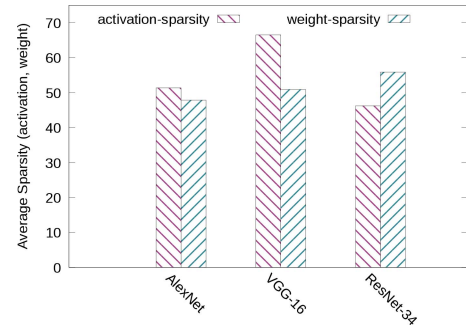 activation-sparsity
weight-sparsity
Average Sparsity (activation, weight)
70
60
50
40
30
20
10
0
AlexNet
VGG-16
ResNet-34